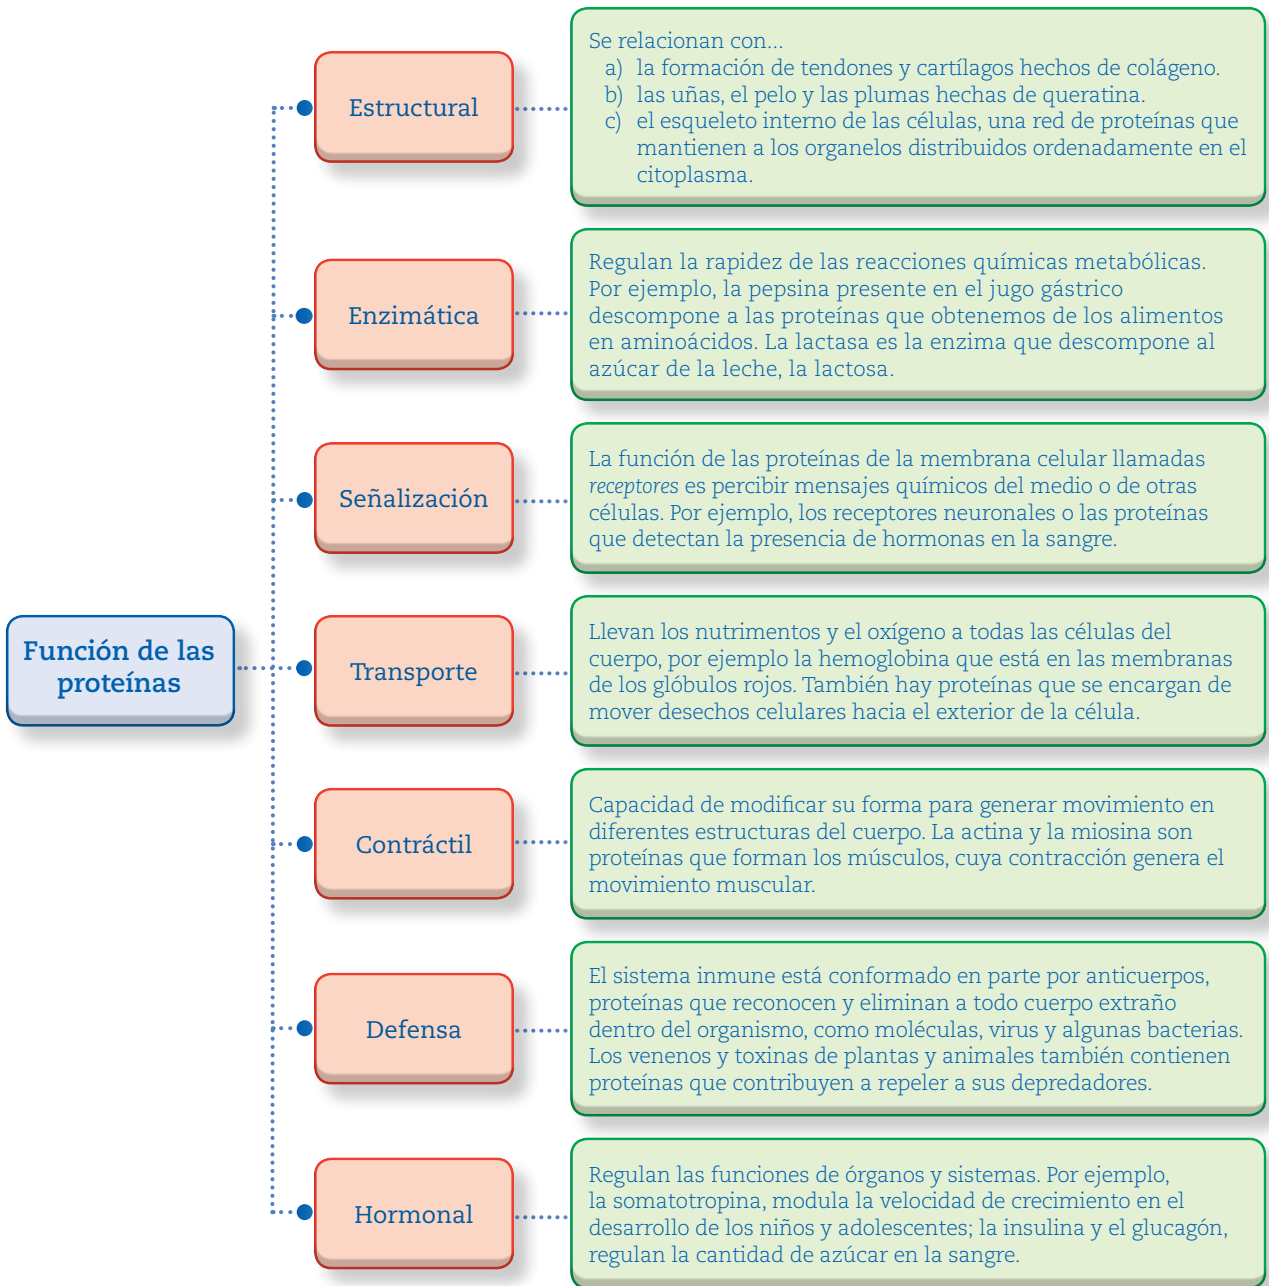 Función de las
proteínas
Estructural
Se relacionan con...
a) la formación de tendones y cartílagos hechos de colágeno.
b) las uñas, el pelo y las plumas hechas de queratina.
c) el esqueleto interno de las células, una red de proteínas que
mantienen a los organelos distribuidos ordenadamente en el
citoplasma.
Enzimática
Regulan la rapidez de las reacciones químicas metabólicas.
Por ejemplo, la pepsina presente en el jugo gástrico
descompone a las proteínas que obtenemos de los alimentos
en aminoácidos. La lactasa es la enzima que descompone al
azúcar de la leche, la lactosa.
Señalización
La función de las proteínas de la membrana celular llamadas
receptores es percibir mensajes químicos del medio o de otras
células. Por ejemplo, los receptores neuronales o las proteínas
que detectan la presencia de hormonas en la sangre.
Transporte
Llevan los nutrimentos y el oxígeno a todas las células del
cuerpo, por ejemplo la hemoglobina que está en las membranas
de los glóbulos rojos. También hay proteínas que se encargan de
mover desechos celulares hacia el exterior de la célula.
Contráctil
Capacidad de modificar su forma para generar movimiento en
diferentes estructuras del cuerpo. La actina y la miosina son
proteínas que forman los músculos, cuya contracción genera el
movimiento muscular.
Defensa
El sistema inmune está conformado en parte por anticuerpos,
proteínas que reconocen y eliminan a todo cuerpo extraño
dentro del organismo, como moléculas, virus y algunas bacterias.
Los venenos y toxinas de plantas y animales también contienen
proteínas que contribuyen a repeler a sus depredadores.
Hormonal
Regulan las funciones de órganos y sistemas. Por ejemplo,
la somatotropina, modula la velocidad de crecimiento en el
desarrollo de los niños y adolescentes; la insulina y el glucagón,
regulan la cantidad de azúcar en la sangre.